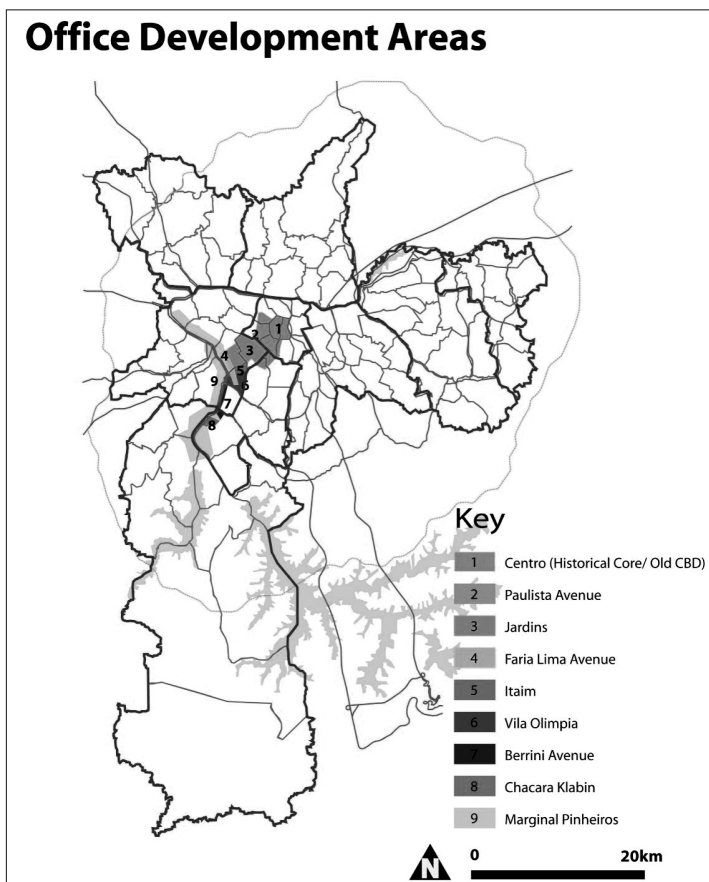 Office Development Areas
1
2
3
4
5
9
6
7
8
Key
1 Centro (Historical Core/ Old CBD)
2 Paulista Avenue
3 Jardins
4 Faria Lima Avenue
5 Itaim
6 Vila Olimpia
7 Berrini Avenue
8 Chacara Klabin
9 Marginal Pinheiros
N 0 20km